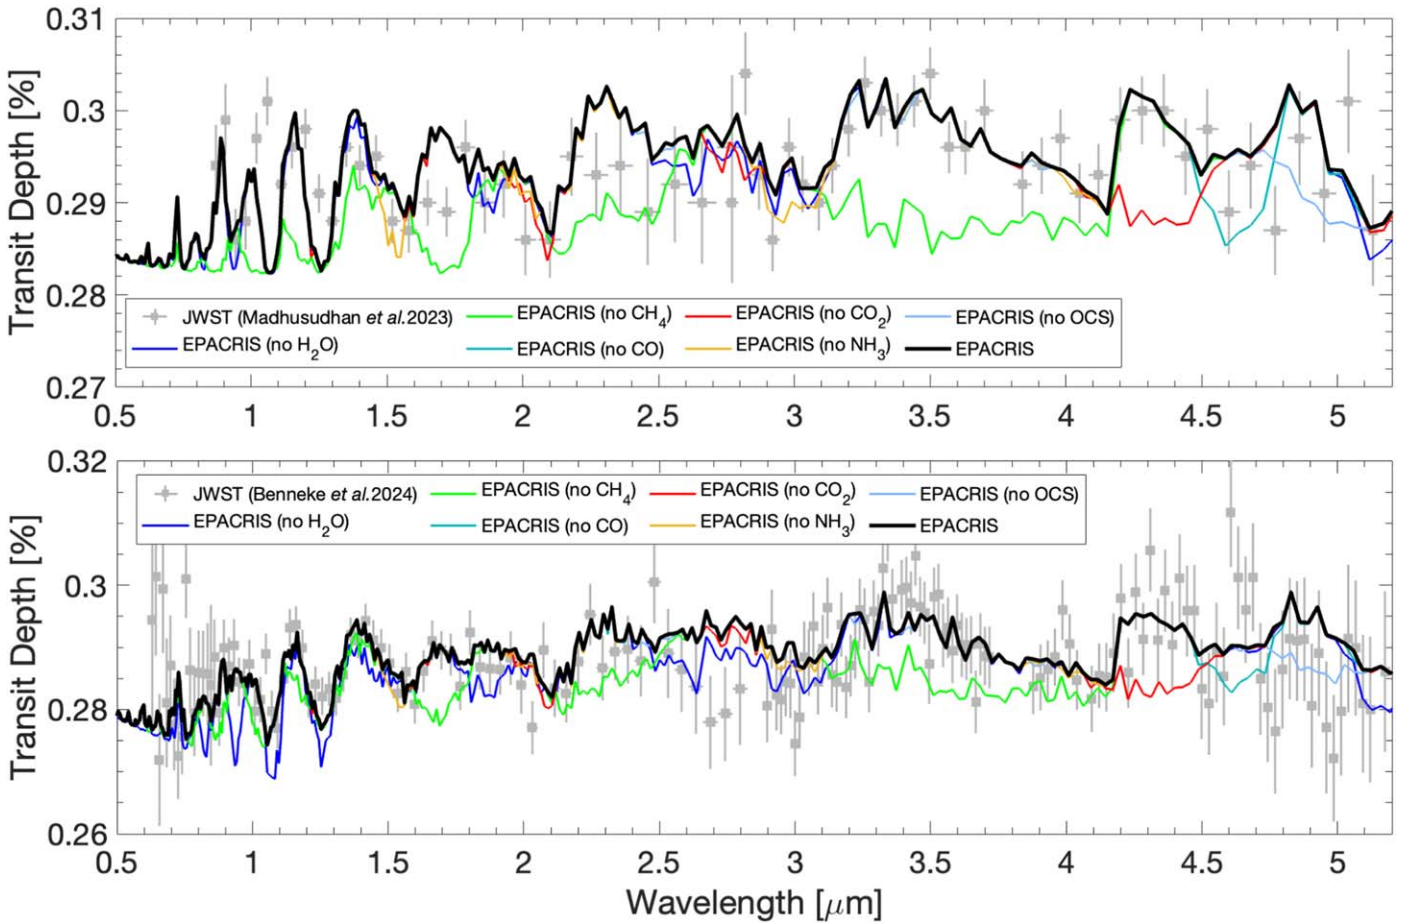 0.31
0.3
0.29
0.28
0.27
Transit Depth [%]
JWST (Madhusudhan et al.2023)
EPACRIS (no CH4)
EPACRIS (no CO2)
EPACRIS (no OCS)
EPACRIS (no H2O)
EPACRIS (no CO)
EPACRIS (no NH3)
EPACRIS
0.5 1 1.5 2 2.5 3 3.5 4 4.5 5
0.32
0.3
0.28
0.26
Transit Depth [%]
JWST (Benneke et al.2024)
EPACRIS (no CH4)
EPACRIS (no CO2)
EPACRIS (no OCS)
EPACRIS (no H2O)
EPACRIS (no CO)
EPACRIS (no NH3)
EPACRIS
0.5 1 1.5 2 2.5 3 3.5 4 4.5 5
Wavelength [μm]